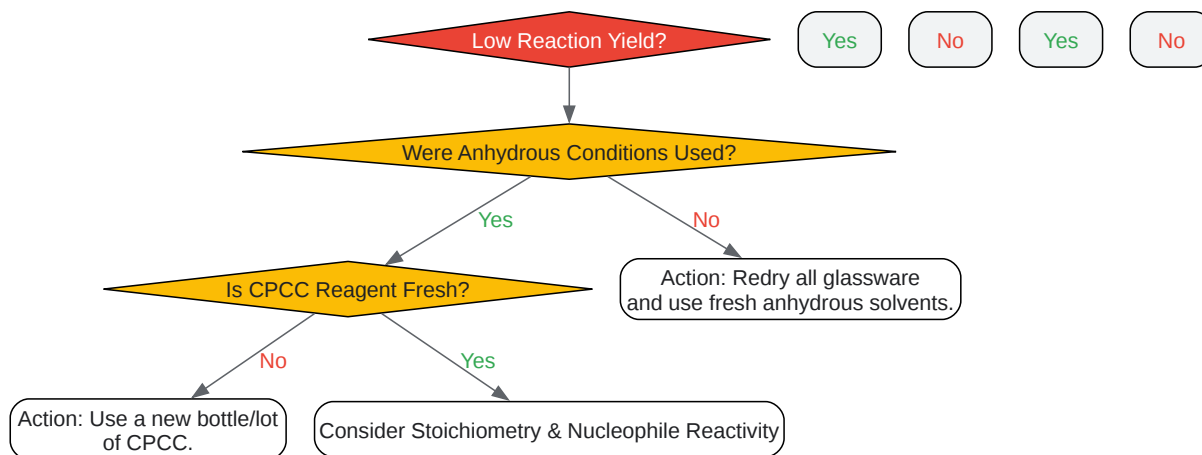 Low Reaction Yield?
Yes
No
Yes
No
Were Anhydrous Conditions Used?
Yes
No
Is CPCC Reagent Fresh?
Action: Redry all glassware
and use fresh anhydrous solvents.
No
Yes
Action: Use a new bottle/lot
of CPCC.
Consider Stoichiometry & Nucleophile Reactivity